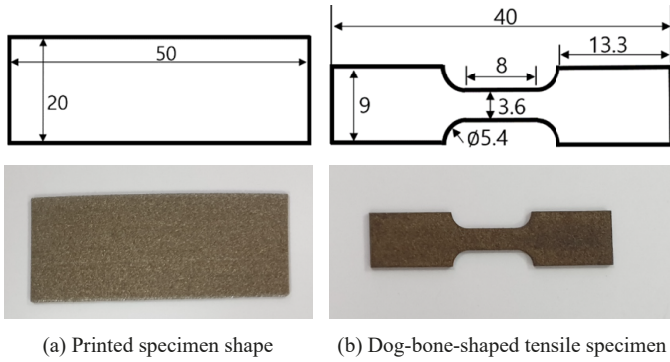 50
20
40
13.3
8
9
3.6
Ø5.4
(a) Printed specimen shape
(b) Dog-bone-shaped tensile specimen